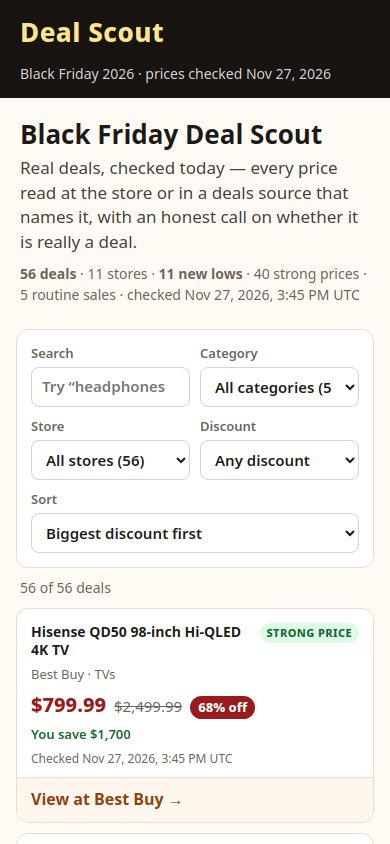 Deal Scout
Black Friday 2026 · prices checked Nov 27, 2026
Black Friday Deal Scout
Real deals, checked today — every price
read at the store or in a deals source that
names it, with an honest call on whether it
is really a deal.
56 deals · 11 stores · 11 new lows · 40 strong prices ·
5 routine sales · checked Nov 27, 2026, 3:45 PM UTC
Search Category
Try “headphones All categories (5
Store Discount
All stores (56) Any discount
Sort
Biggest discount first
56 of 56 deals
Hisense QD50 98-inch Hi-QLED STRONG PRICE
4K TV
Best Buy · TVs
$799.99 $2,499.99 68% off
You save $1,700
Checked Nov 27, 2026, 3:45 PM UTC
View at Best Buy →